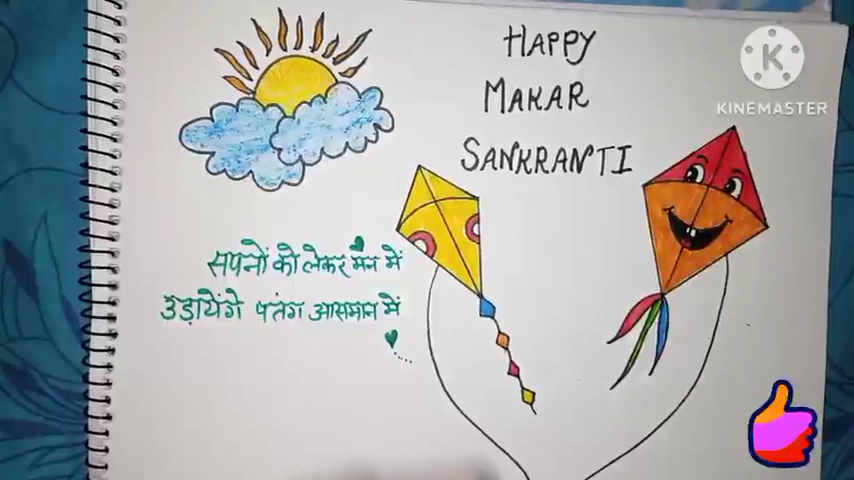 HAPPY
MAKAR
SANKRANTI
KINEMASTER
सपनों को लेकर मन में
उड़ायेंगे पतंग आसमान में